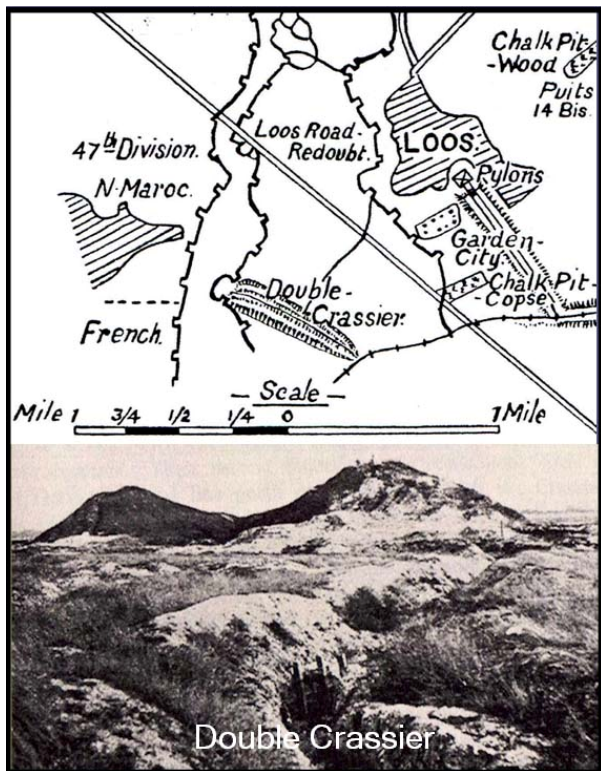 Chalk Pit-
-Wood
Puits
14 Bis.
47th Division.
Loos Road-
Redoubt.
LOOS.
N. Maroc.
Pylons
Garden-
City
Double-
Crassier.
Chalk-Pit-
-Copse
French.
— Scale —
Mile 1 3/4 1/2 1/4 0 1 Mile
Double Crassier